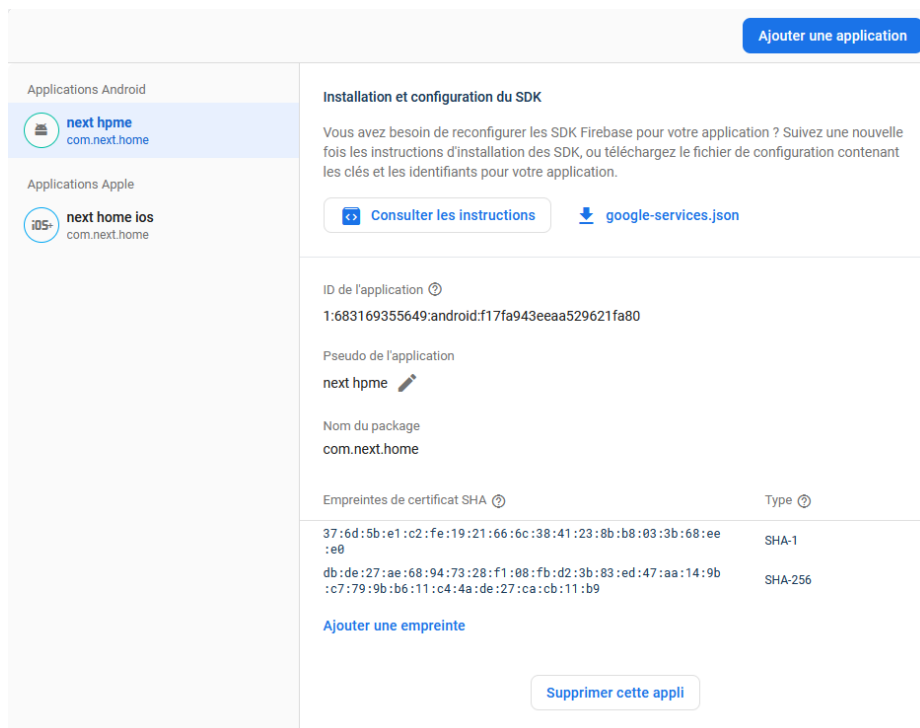 Ajouter une application
Applications Android
next hpme
com.next.home
Applications Apple
iOS+
next home ios
com.next.home
Installation et configuration du SDK
Vous avez besoin de reconfigurer les SDK Firebase pour votre application ? Suivez une nouvelle
fois les instructions d'installation des SDK, ou téléchargez le fichier de configuration contenant
les clés et les identifiants pour votre application.
Consulter les instructions
google-services.json
ID de l'application
1:683169355649:android:f17fa943eeaa529621fa80
Pseudo de l'application
next hpme
Nom du package
com.next.home
Empreintes de certificat SHA
Type
37:6d:5b:e1:c2:fe:19:21:66:6c:38:41:23:8b:b8:03:3b:68:ee
:e0
SHA-1
db:de:27:ae:68:94:73:28:f1:08:fb:d2:3b:83:ed:47:aa:14:9b
:c7:79:9b:b6:11:c4:4a:de:27:ca:cb:11:b9
SHA-256
Ajouter une empreinte
Supprimer cette appli